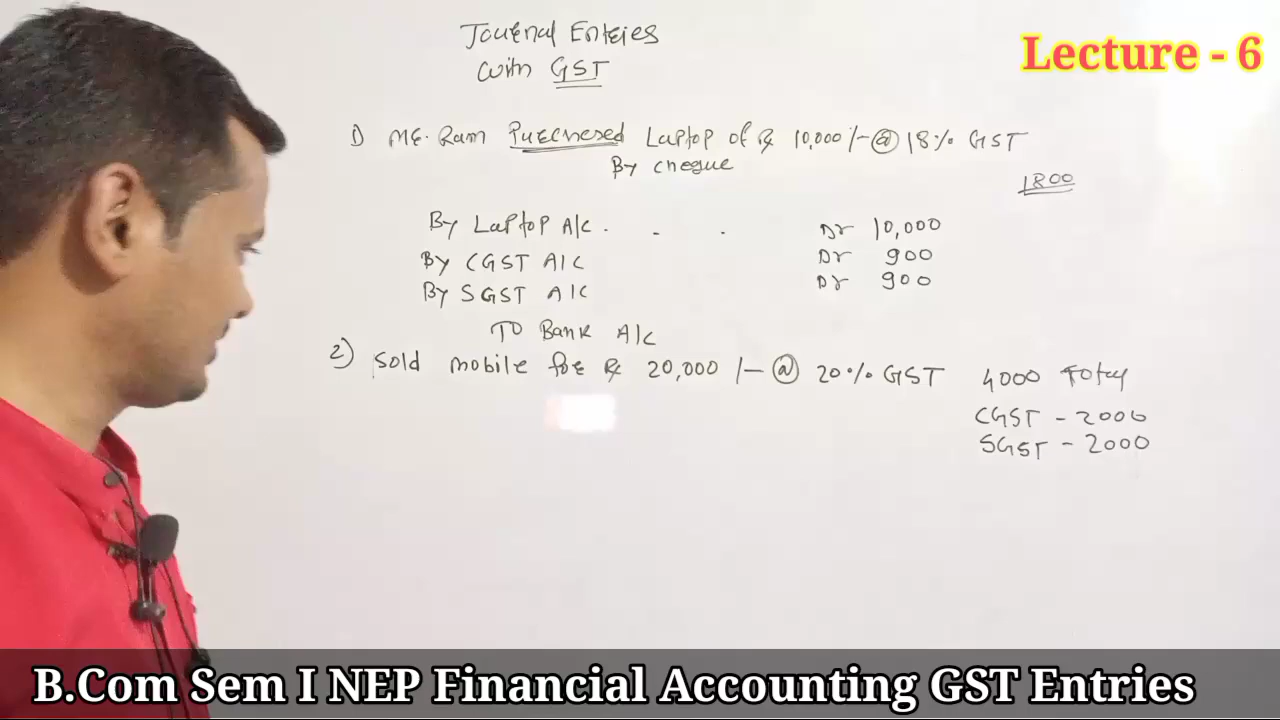 Journal Entries
With GST
Lecture - 6
1) Mr. Ram Purchased Laptop of ₹ 10,000/- @ 18% GST
By cheque
1800
By Laptop A/c. - . Dr 10,000
By CGST A/C Dr 900
By SGST A/C Dr 900
TO Bank A/c
2) Sold mobile for ₹ 20,000 /- @ 20% GST 4000 Total
CGST - 2000
SGST - 2000
B.Com Sem I NEP Financial Accounting GST Entries